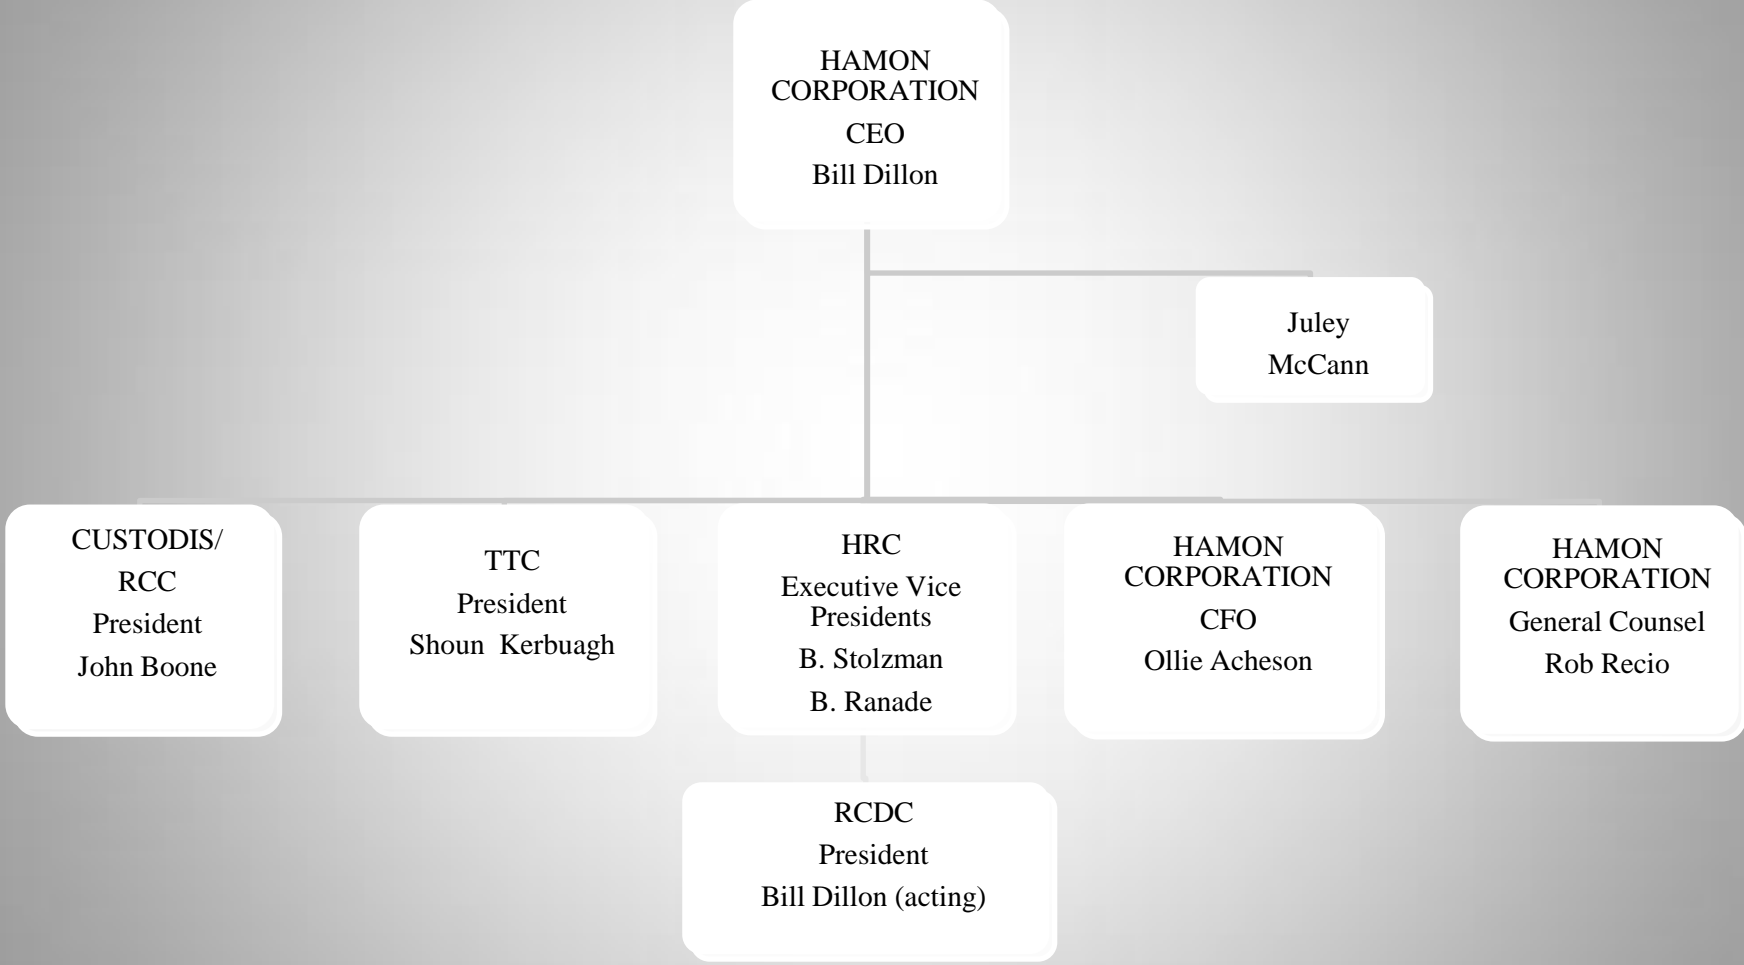 HAMON
CORPORATION
CEO
Bill Dillon
Juley
McCann
CUSTODIS/
RCC
President
John Boone
TTC
President
Shoun  Kerbuagh
HRC
Executive Vice
Presidents
B. Stolzman
B. Ranade
HAMON
CORPORATION
CFO
Ollie Acheson
HAMON
CORPORATION
General Counsel
Rob Recio
RCDC
President
Bill Dillon (acting)